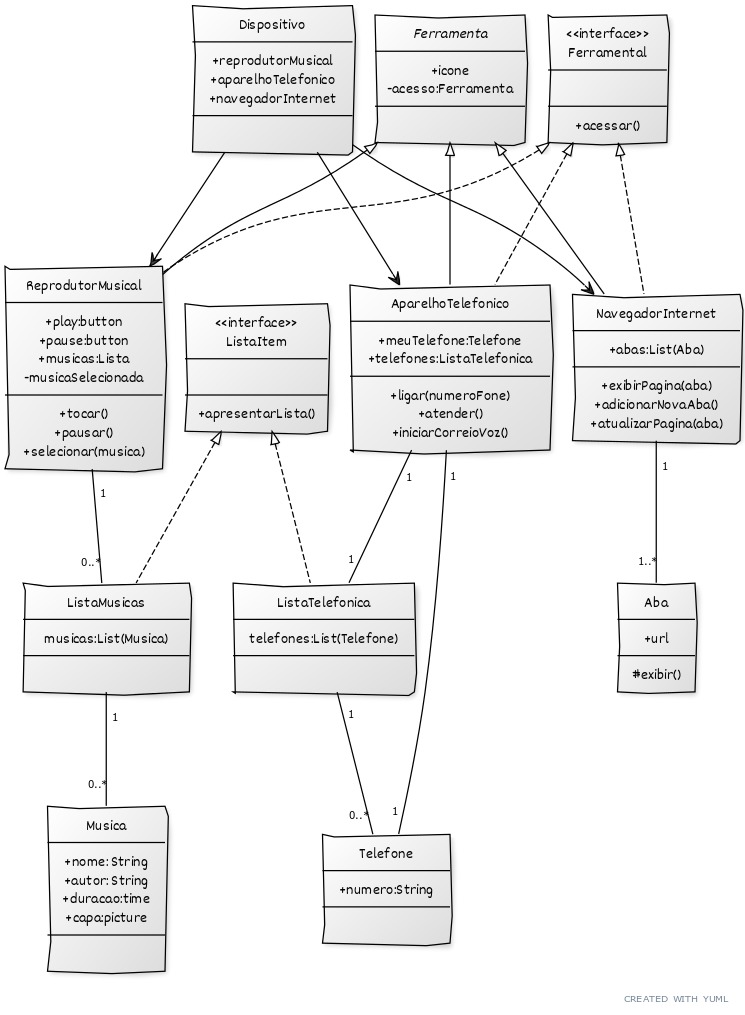 Dispositivo
+reprodutorMusical
+aparelhoTelefonico
+navegadorInternet
Ferramenta
+icone
-acesso:Ferramenta
<<interface>>
FerramentaI
+acessar()
ReprodutorMusical
+play:button
+pause:button
+musicas:Lista
-musicaSelecionada
+tocar()
+pausar()
+selecionar(musica)
<<interface>>
ListaItem
+apresentarLista()
AparelhoTelefonico
+meuTelefone:Telefone
+telefones:ListaTelefonica
+ligar(numeroFone)
+atender()
+iniciarCorreioVoz()
NavegadorInternet
+abas:List(Aba)
+exibirPagina(aba)
+adicionarNovaAba()
+atualizarPagina(aba)
1
0..*
1
1
1
1
1..*
ListaMusicas
musicas:List(Musica)
ListaTelefonica
telefones:List(Telefone)
Aba
+url
#exibir()
1
0..*
1
0..*
1
Musica
+nome: String
+autor: String
+duracao:time
+capa:picture
Telefone
+numero:String
CREATED WITH YUML